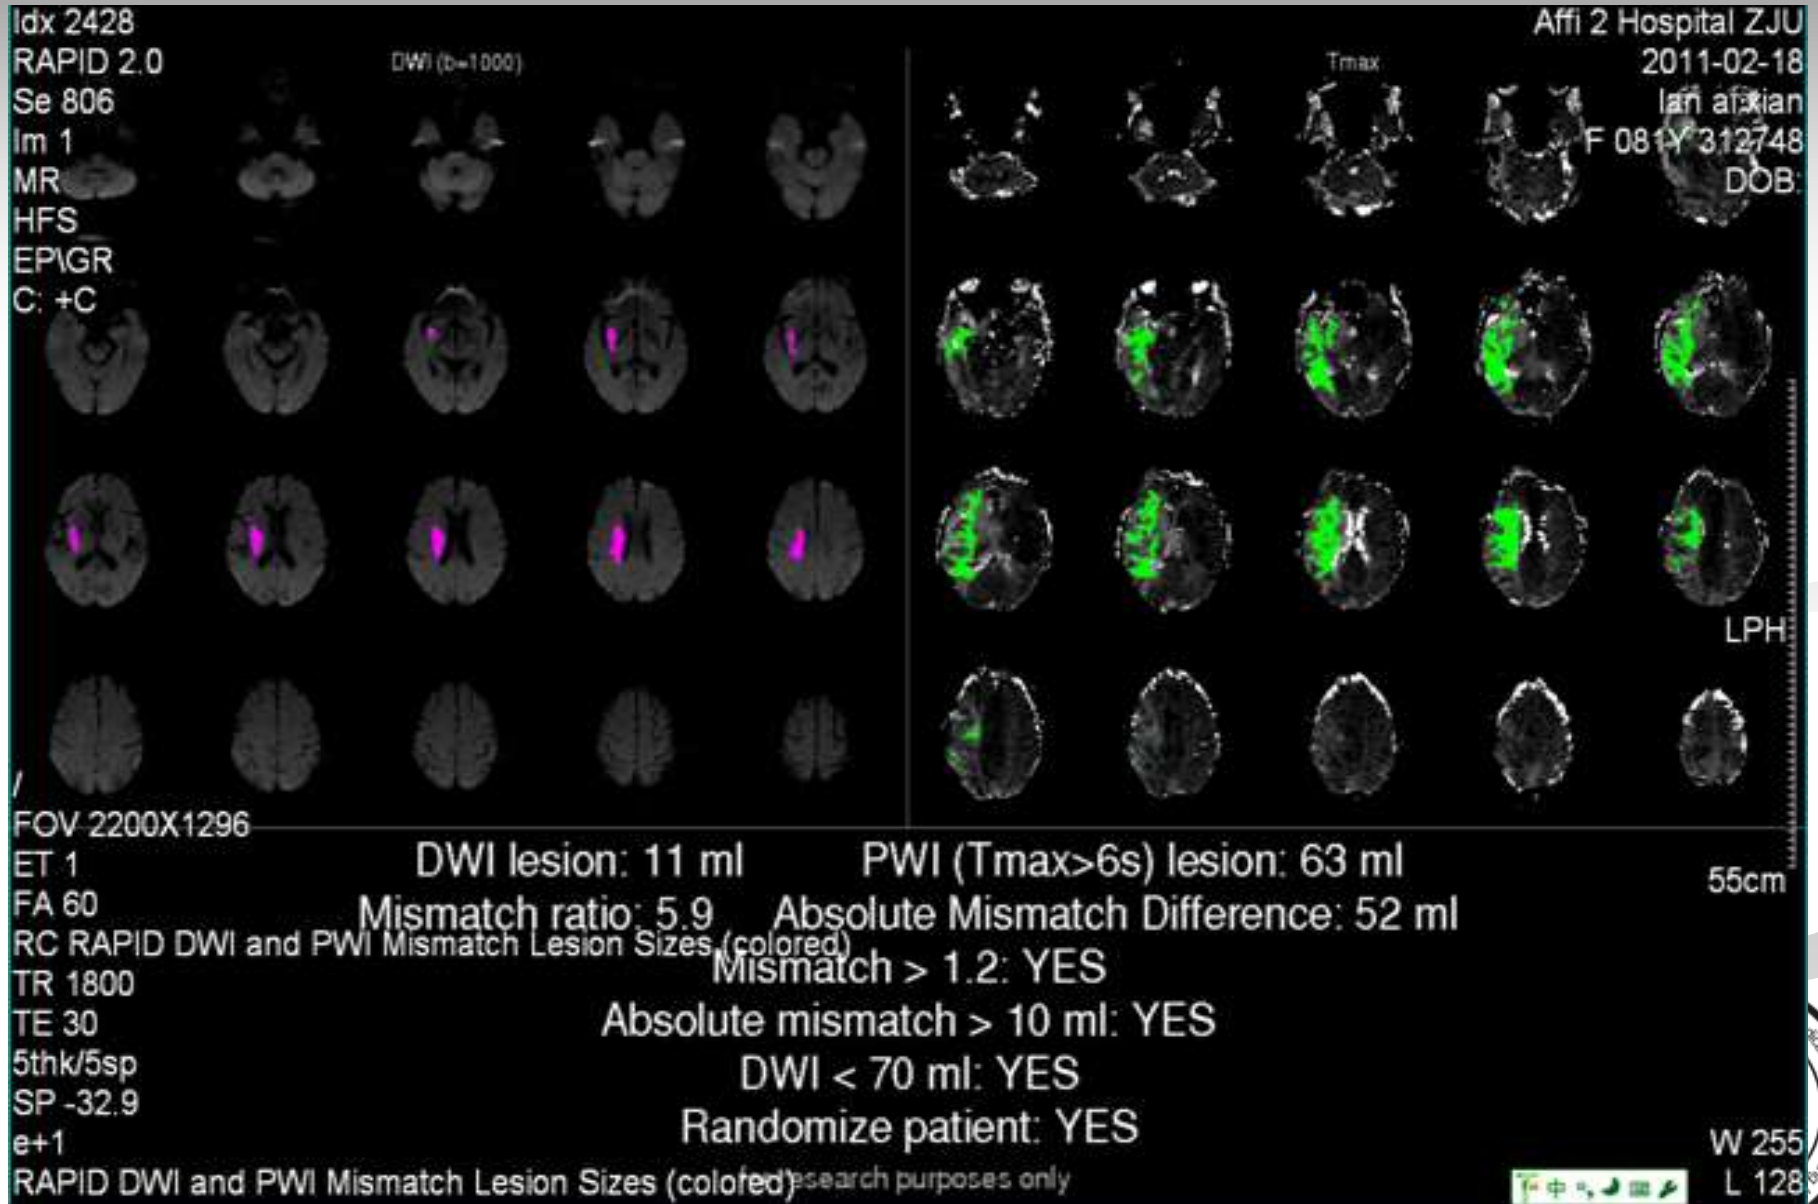 Idx 2428
RAPID 2.0
Se 806
Im 1
MR
HFS
EP\GR
C: +C
DWI (b=1000)
Tmax
Affi 2 Hospital ZJU
2011-02-18
lan
F 081Y 312748
DOB:
LPH
55cm
/
FOV 2200X1296
ET 1
FA 60
RC RAPID DWI and PWI Mismatch Lesion Sizes (colored)
TR 1800
TE 30
5thk/5sp
SP -32.9
e+1
RAPID DWI and PWI Mismatch Lesion Sizes (colored)
DWI lesion: 11 ml PWI (Tmax>6s) lesion: 63 ml
Mismatch ratio: 5.9 Absolute Mismatch Difference: 52 ml
Mismatch > 1.2: YES
Absolute mismatch > 10 ml: YES
DWI < 70 ml: YES
Randomize patient: YES
for research purposes only
W 255
L 128
中